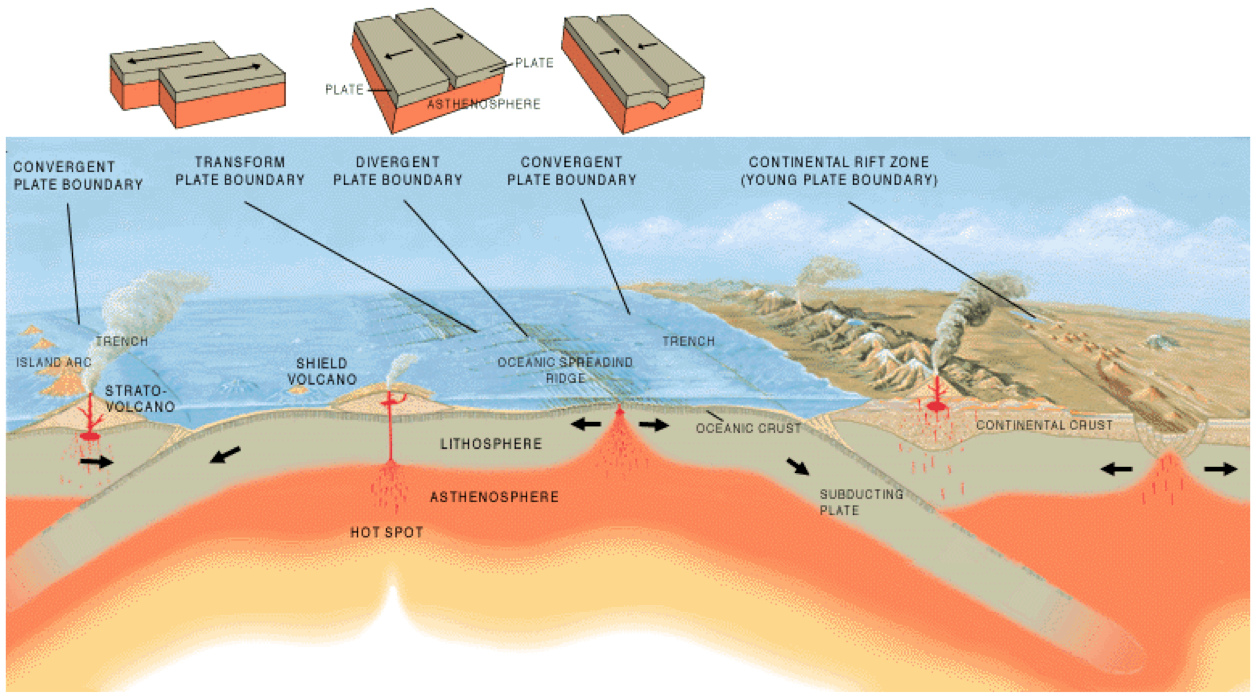 PLATE
PLATE
ASTHENOSPHERE
CONVERGENT
PLATE BOUNDARY
TRANSFORM
PLATE BOUNDARY
DIVERGENT
PLATE BOUNDARY
CONVERGENT
PLATE BOUNDARY
CONTINENTAL RIFT ZONE
(YOUNG PLATE BOUNDARY)
TRENCH
ISLAND ARC
STRATO-
VOLCANO
SHIELD
VOLCANO
OCEANIC SPREADIND
RIDGE
TRENCH
OCEANIC CRUST
CONTINENTAL CRUST
LITHOSPHERE
ASTHENOSPHERE
SUBDUCTING
PLATE
HOT SPOT